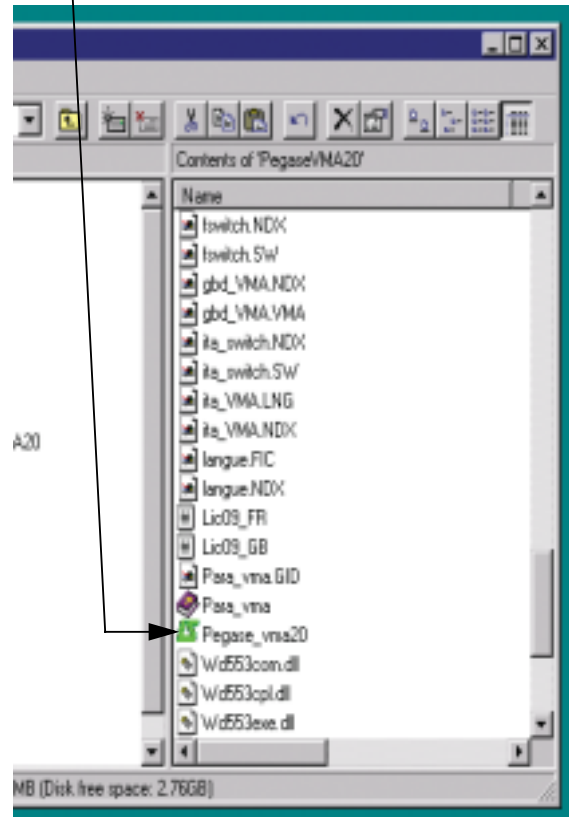 Contents of 'PegaseVMA20'
Name
fswitch.NDX
fswitch.SW
gbd_VMA.NDX
gbd_VMA.VMA
ita_switch.NDX
ita_switch.SW
ita_VMA.LNG
ita_VMA.NDX
langue.FIC
langue.NDX
A20
Lic09_FR
Lic09_GB
Para_vma.GID
Para_vma
Pegase_vma20
Wd553com.dll
Wd553cpl.dll
Wd553exe.dll
MB (Disk free space: 2.76GB)